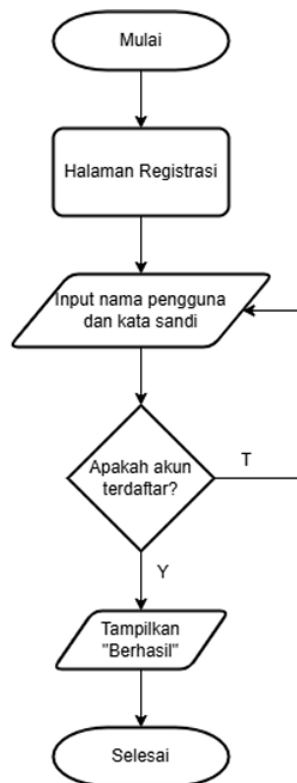 Mulai
Halaman Registrasi
Input nama pengguna
dan kata sandi
Apakah akun
terdaftar?
T
Y
Tampilkan
"Berhasil"
Selesai